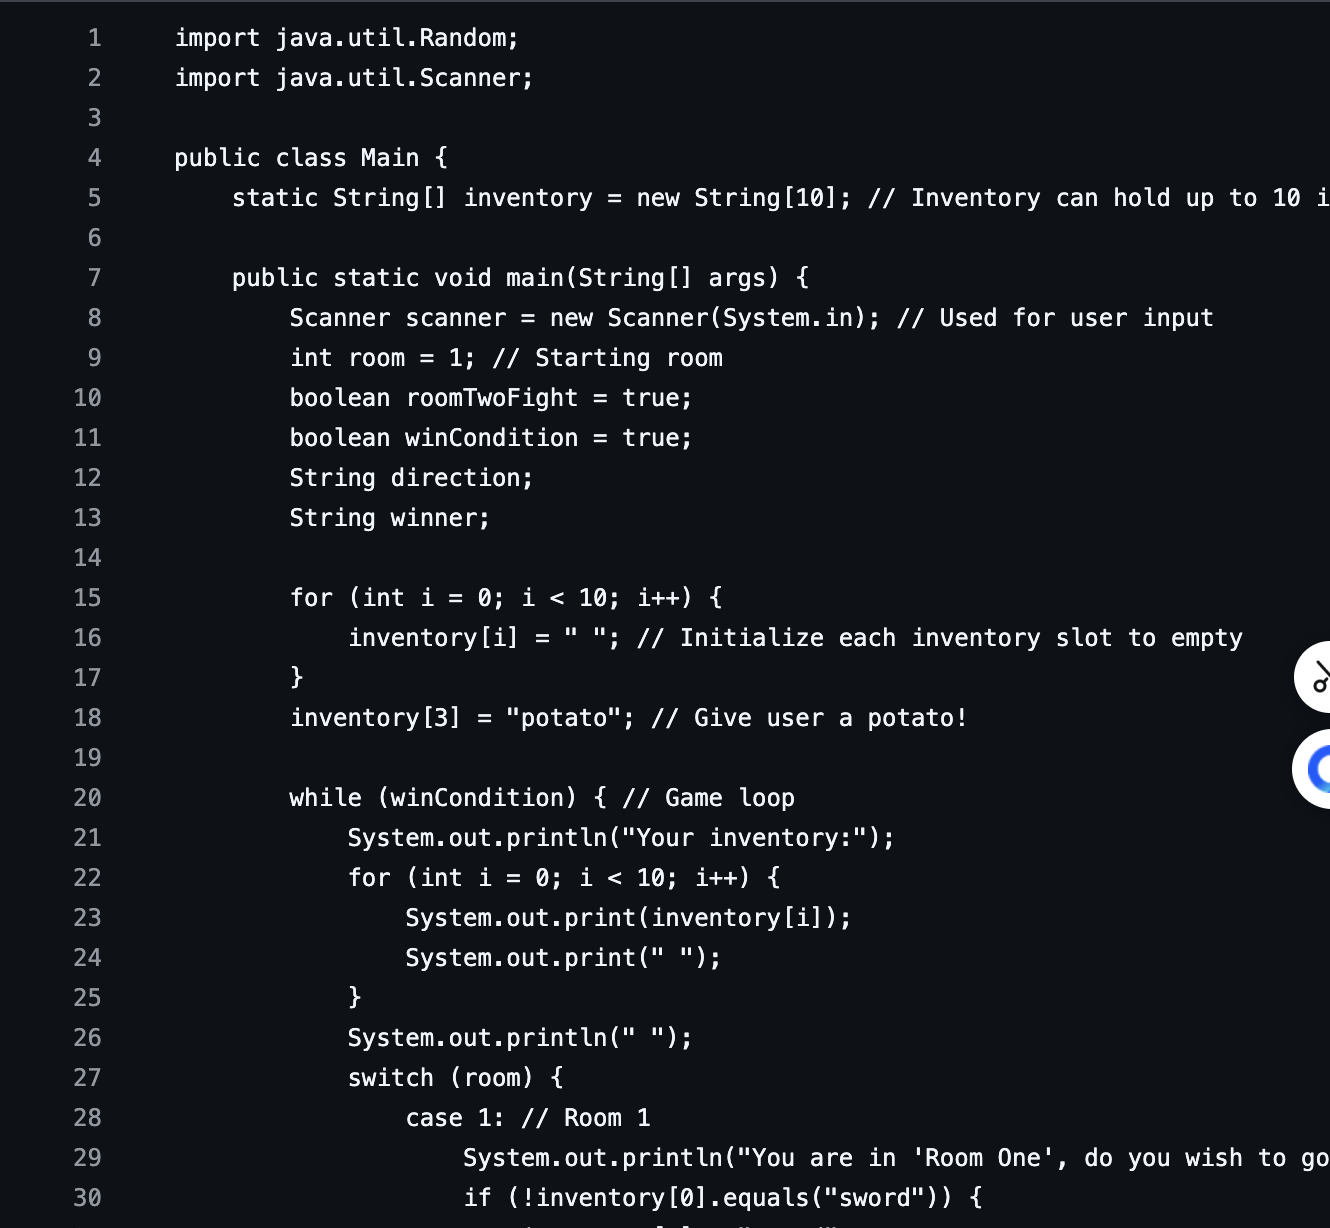 1 import java.util.Random;
2 import java.util.Scanner;
3
4 public class Main {
5     static String[] inventory = new String[10]; // Inventory can hold up to 10 i
6
7     public static void main(String[] args) {
8         Scanner scanner = new Scanner(System.in); // Used for user input
9         int room = 1; // Starting room
10         boolean roomTwoFight = true;
11         boolean winCondition = true;
12         String direction;
13         String winner;
14
15         for (int i = 0; i < 10; i++) {
16             inventory[i] = " "; // Initialize each inventory slot to empty
17         }
18         inventory[3] = "potato"; // Give user a potato!
19
20         while (winCondition) { // Game loop
21             System.out.println("Your inventory:");
22             for (int i = 0; i < 10; i++) {
23                 System.out.print(inventory[i]);
24                 System.out.print(" ");
25             }
26             System.out.println(" ");
27             switch (room) {
28                 case 1: // Room 1
29                     System.out.println("You are in 'Room One', do you wish to go
30                     if (!inventory[0].equals("sword")) {